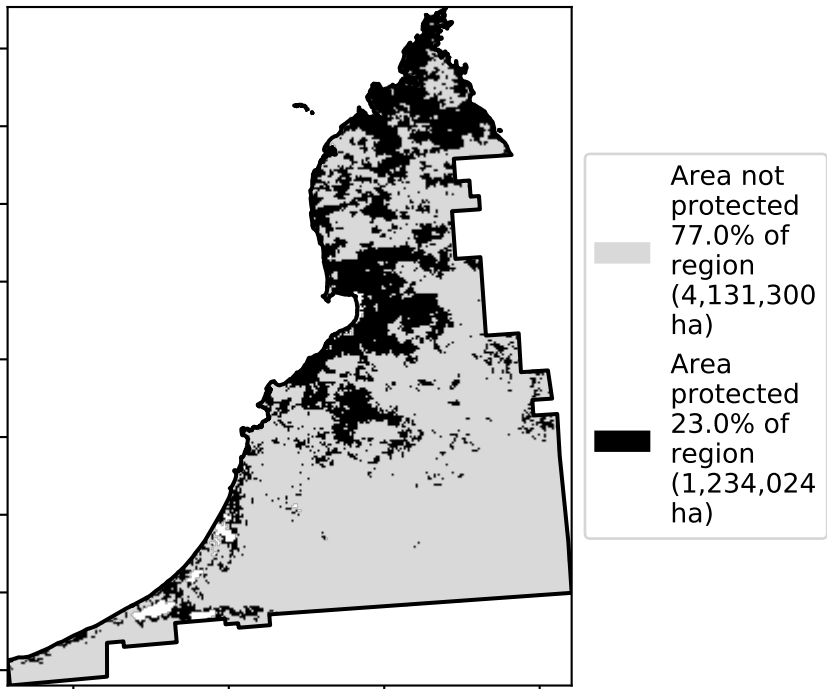 Area not
protected
77.0% of
region
(4,131,300
ha)
Area
protected
23.0% of
region
(1,234,024
ha)